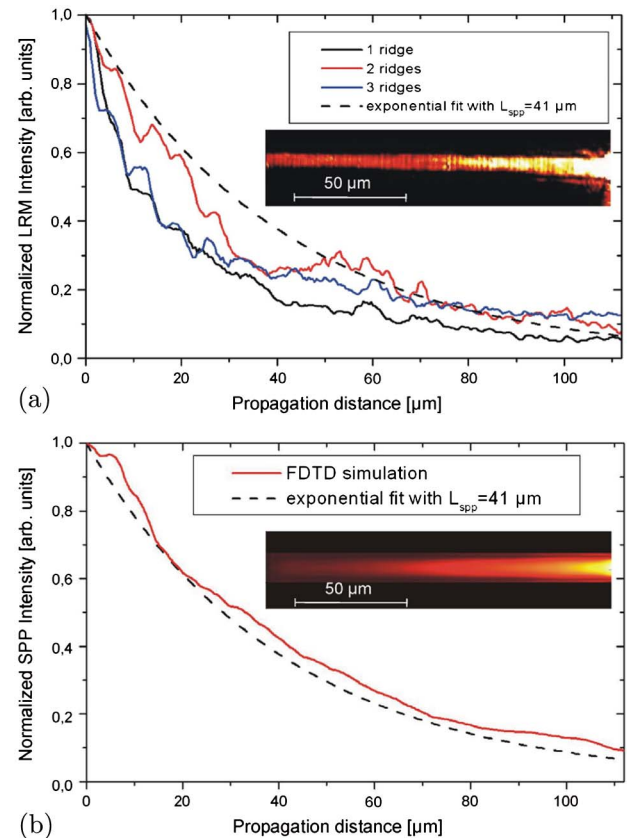 1,0
0,8
0,6
0,4
0,2
0,0
Normalized LRM Intensity [arb. units]
1 ridge
2 ridges
3 ridges
exponential fit with L_spp=41 µm
50 µm
0 20 40 60 80 100
Propagation distance [µm]
(a)
1,0
0,8
0,6
0,4
0,2
0,0
Normalized SPP Intensity [arb. units]
FDTD simulation
exponential fit with L_spp=41 µm
50 µm
0 20 40 60 80 100
Propagation distance [µm]
(b)